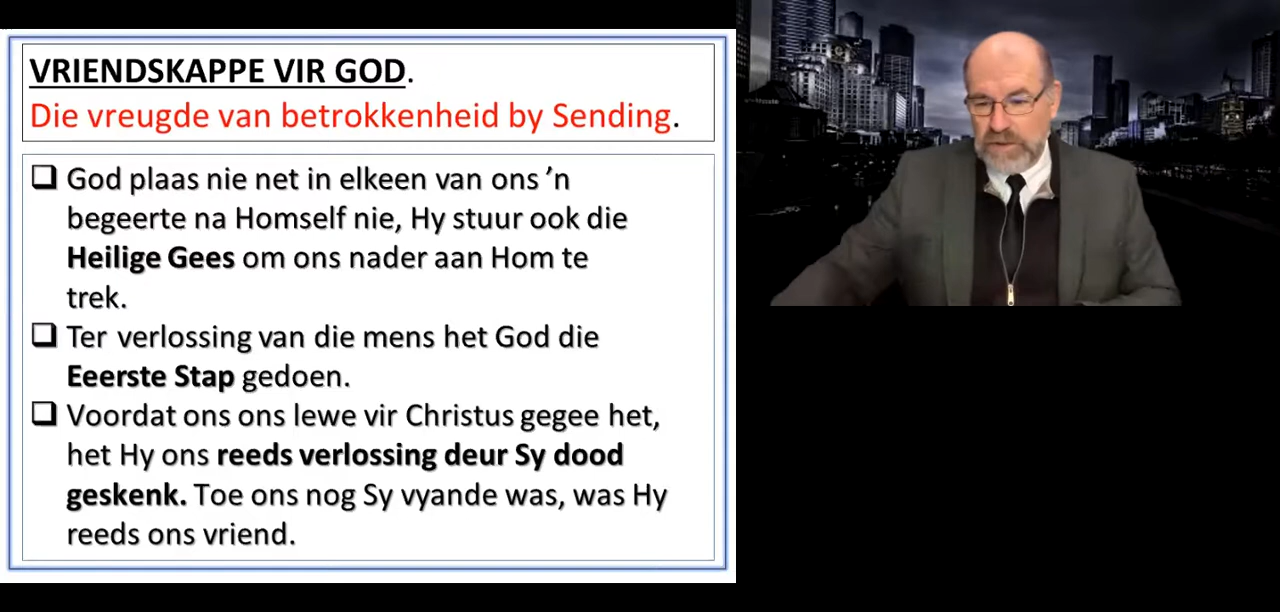 VRIENDSKAPPE VIR GOD.
Die vreugde van betrokkenheid by Sending.
God plaas nie net in elkeen van ons ’n
begeerte na Homself nie, Hy stuur ook die
Heilige Gees om ons nader aan Hom te
trek.
Ter verlossing van die mens het God die
Eeerste Stap gedoen.
Voordat ons ons lewe vir Christus gegee het,
het Hy ons reeds verlossing deur Sy dood
geskenk. Toe ons nog Sy vyande was, was Hy
reeds ons vriend.